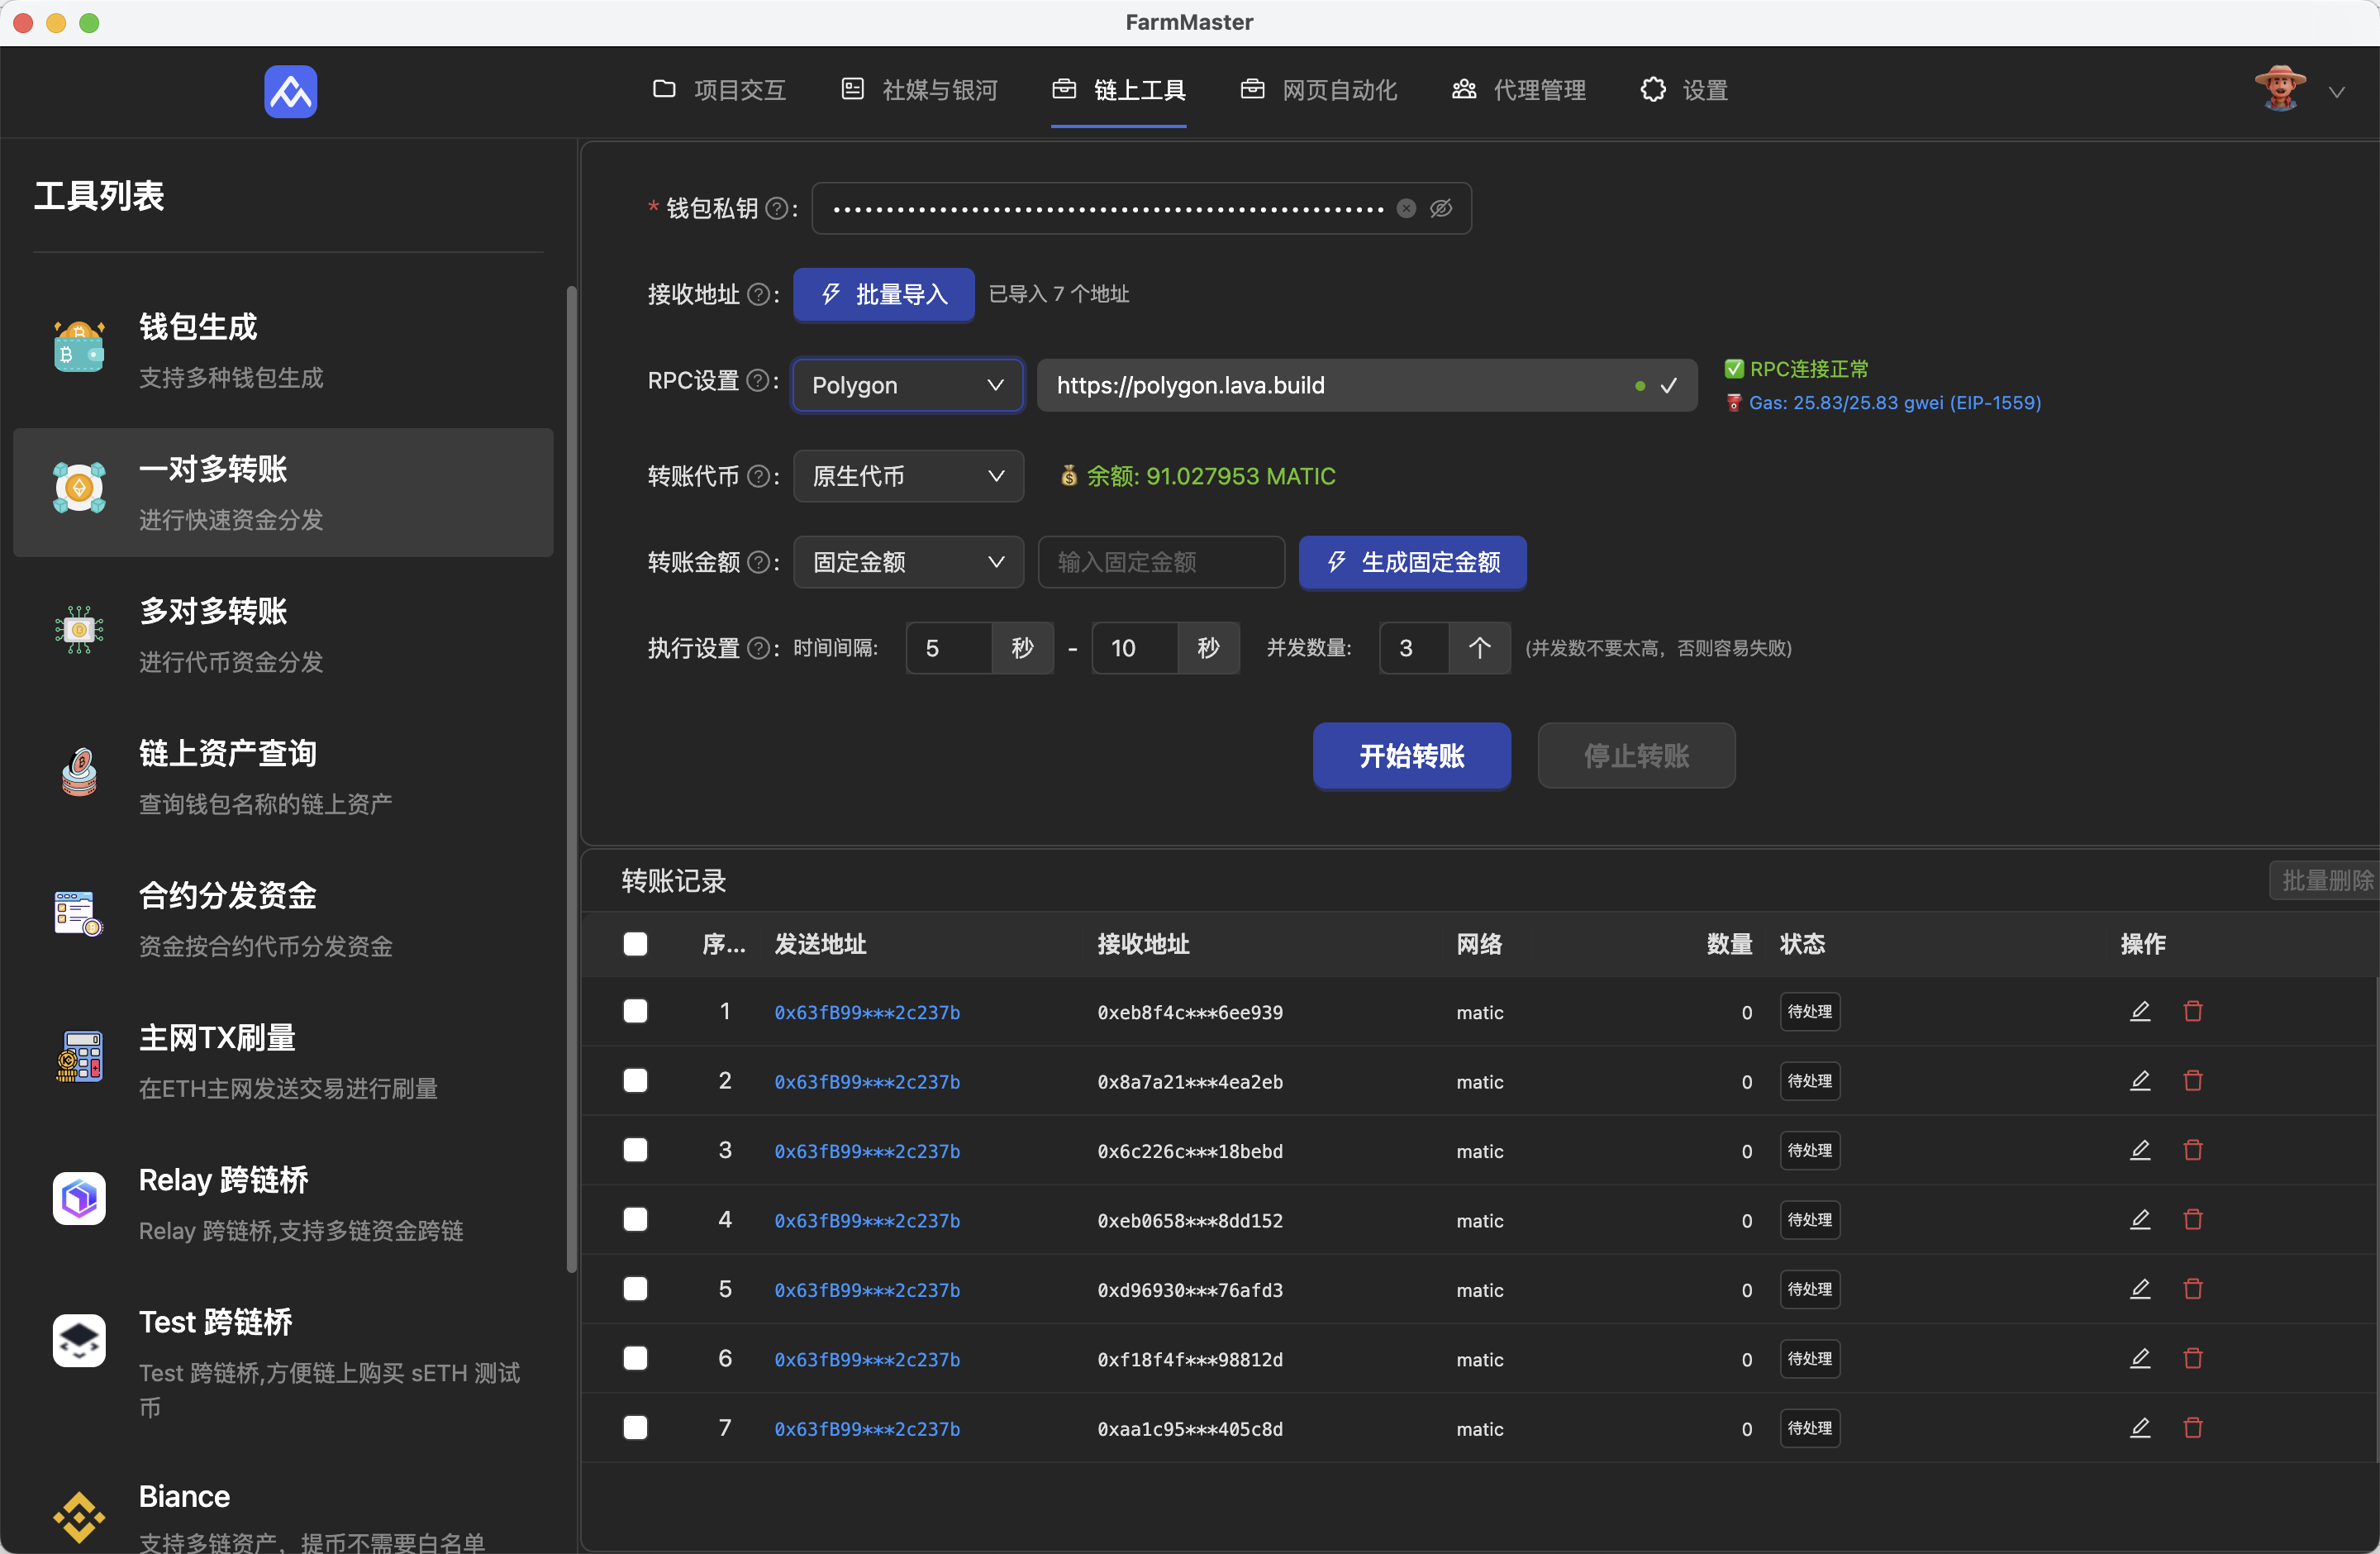 FarmMaster
项目交互
社媒与银河
链上工具
网页自动化
代理管理
设置
工具列表
钱包生成
支持多种钱包生成
一对多转账
进行快速资金分发
多对多转账
进行代币资金分发
链上资产查询
查询钱包名称的链上资产
合约分发资金
资金按合约代币分发资金
主网TX刷量
在ETH主网发送交易进行刷量
Relay 跨链桥
Relay 跨链桥,支持多链资金跨链
Test 跨链桥
Test 跨链桥,方便链上购买 sETH 测试
币
Biance
支持多链资产，提币不需要白名单
* 钱包私钥 ? : ••••••••••••••••••••••••••••••••••••••••••••••••••••
接收地址 ? : 批量导入 已导入 7 个地址
RPC设置 ? : Polygon https://polygon.lava.build
RPC连接正常
Gas: 25.83/25.83 gwei (EIP-1559)
转账代币 ? : 原生代币 余额: 91.027953 MATIC
转账金额 ? : 固定金额 输入固定金额 生成固定金额
执行设置 ? : 时间间隔: 5 秒 - 10 秒 并发数量: 3 个 (并发数不要太高，否则容易失败)
开始转账 停止转账
转账记录 批量删除
序... 发送地址 接收地址 网络 数量 状态 操作
1 0x63fB99***2c237b 0xeb8f4c***6ee939 matic 0 待处理
2 0x63fB99***2c237b 0x8a7a21***4ea2eb matic 0 待处理
3 0x63fB99***2c237b 0x6c226c***18bebd matic 0 待处理
4 0x63fB99***2c237b 0xeb0658***8dd152 matic 0 待处理
5 0x63fB99***2c237b 0xd96930***76afd3 matic 0 待处理
6 0x63fB99***2c237b 0xf18f4f***98812d matic 0 待处理
7 0x63fB99***2c237b 0xaa1c95***405c8d matic 0 待处理